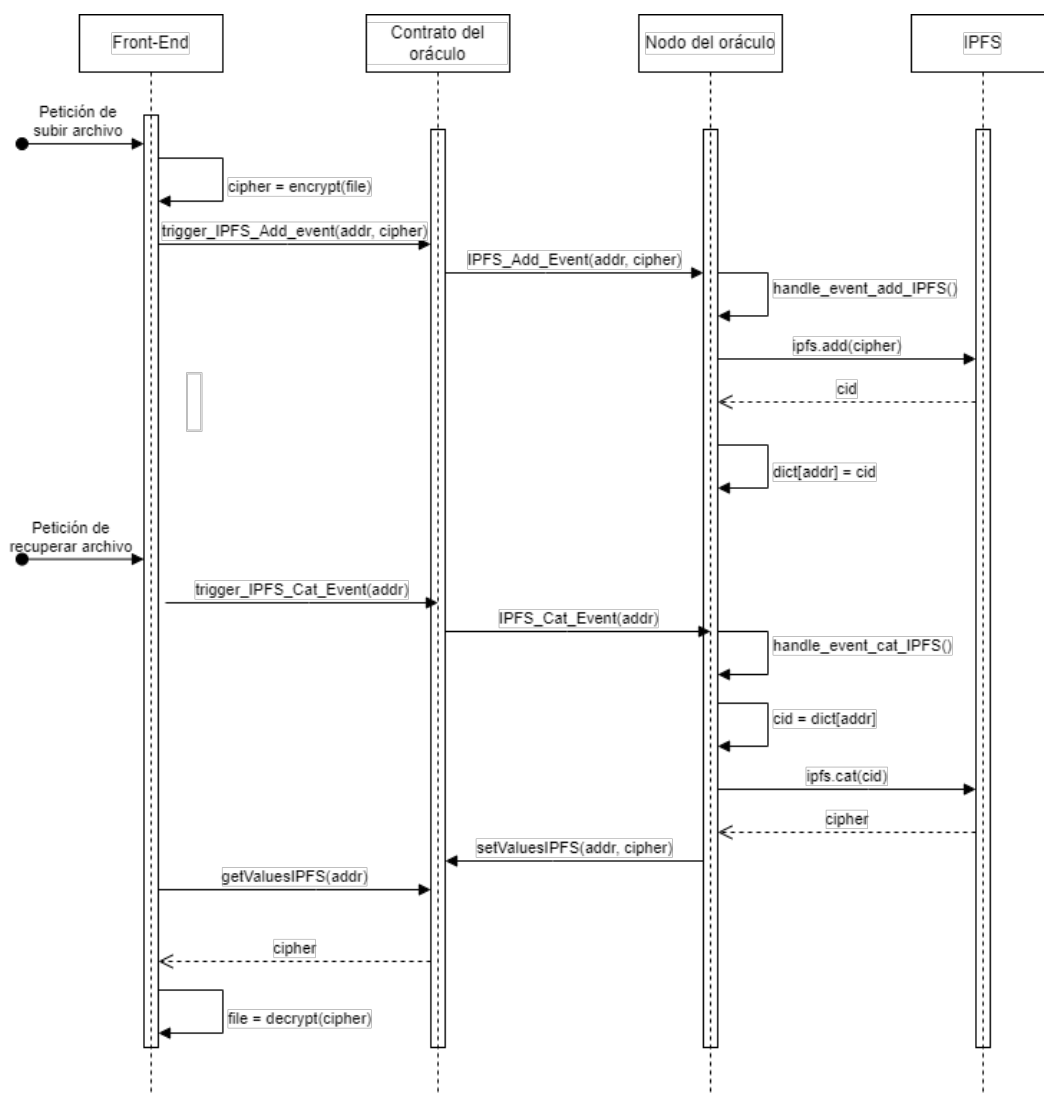 Front-End
Contrato del
oráculo
Nodo del oráculo
IPFS
Petición de
subir archivo
cipher = encrypt(file)
trigger_IPFS_Add_event(addr, cipher)
IPFS_Add_Event(addr, cipher)
handle_event_add_IPFS()
ipfs.add(cipher)
cid
dict[addr] = cid
Petición de
recuperar archivo
trigger_IPFS_Cat_Event(addr)
IPFS_Cat_Event(addr)
handle_event_cat_IPFS()
cid = dict[addr]
ipfs.cat(cid)
cipher
setValuesIPFS(addr, cipher)
getValuesIPFS(addr)
cipher
file = decrypt(cipher)